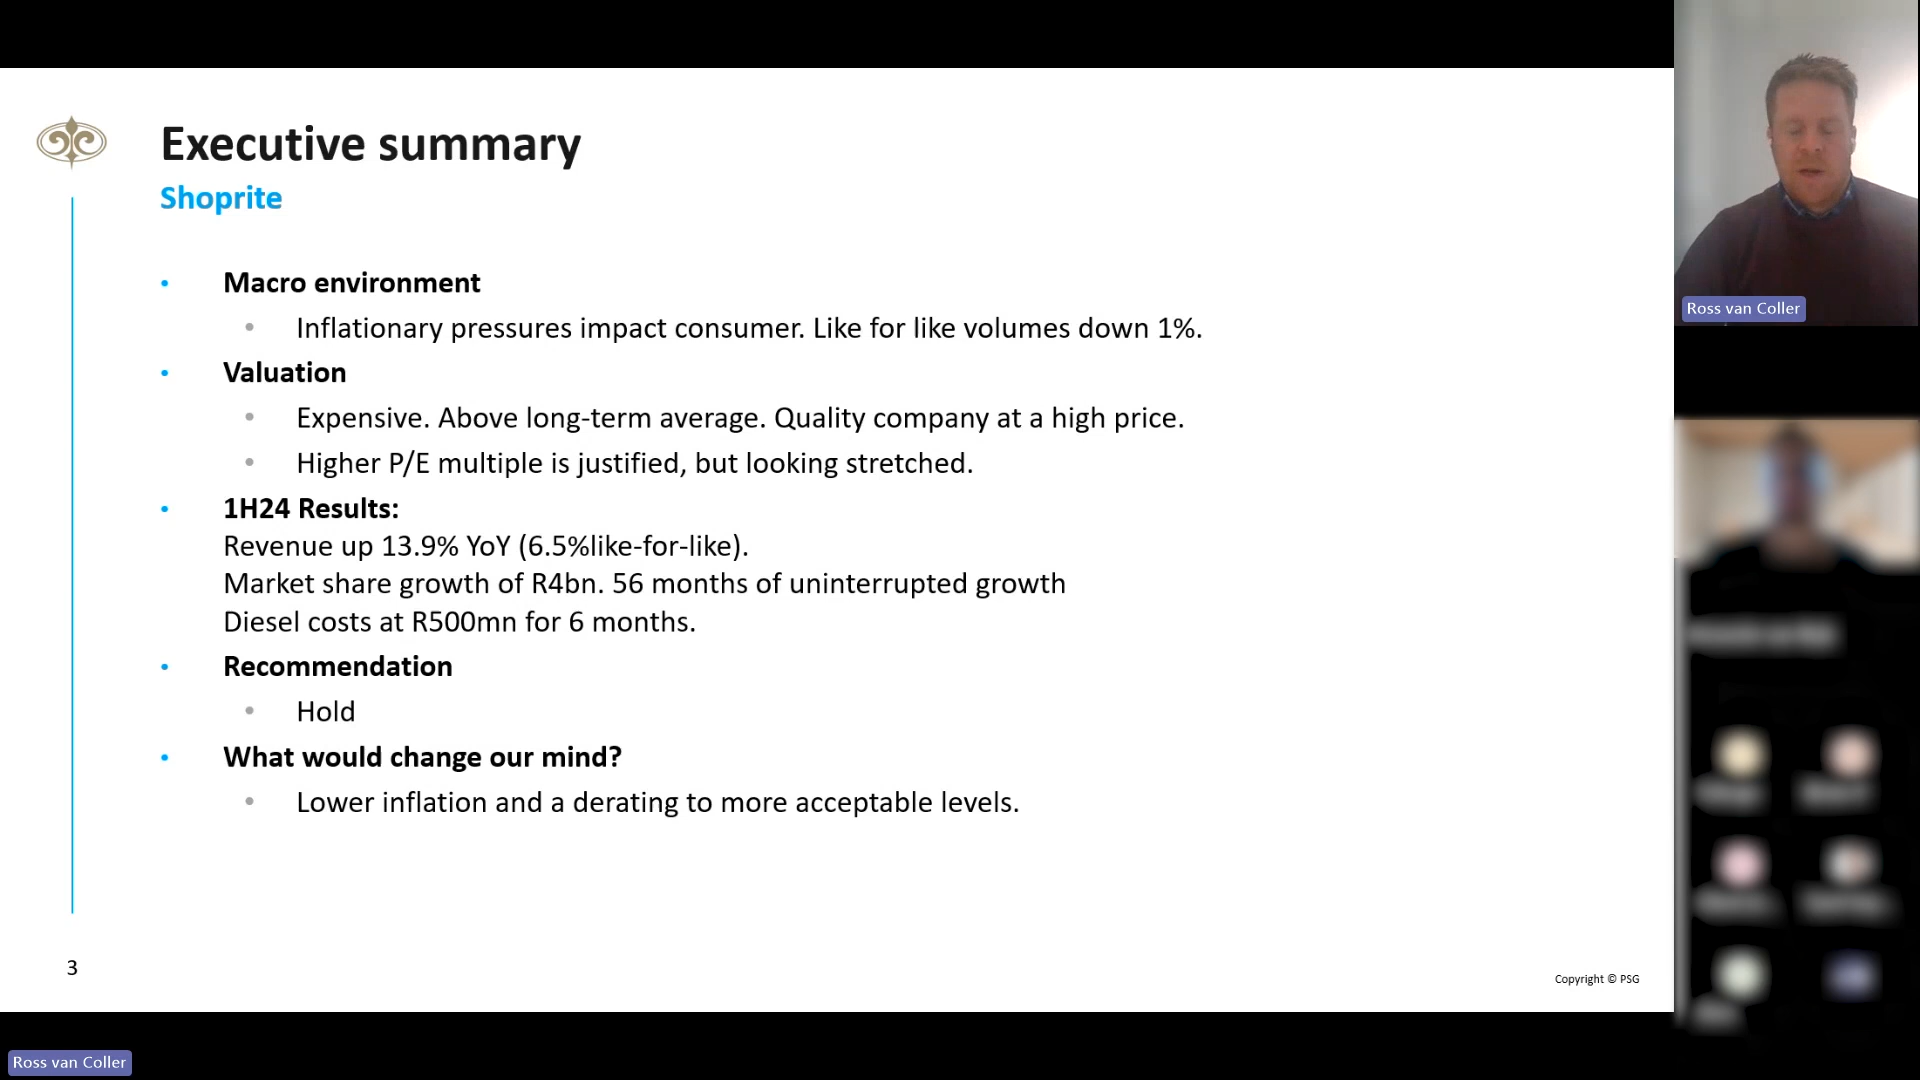 Executive summary
Shoprite
• Macro environment
• Inflationary pressures impact consumer. Like for like volumes down 1%.
• Valuation
• Expensive. Above long-term average. Quality company at a high price.
• Higher P/E multiple is justified, but looking stretched.
• 1H24 Results:
Revenue up 13.9% YoY (6.5%like-for-like).
Market share growth of R4bn. 56 months of uninterrupted growth
Diesel costs at R500mn for 6 months.
• Recommendation
• Hold
• What would change our mind?
• Lower inflation and a derating to more acceptable levels.
3
Copyright © PSG
Ross van Coller
Ross van Coller